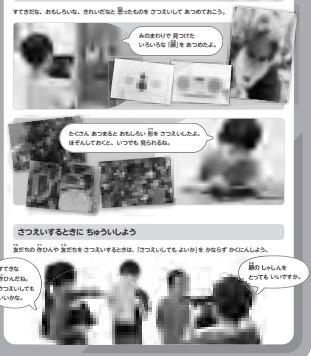 すてきだな、おもしろいな、きれいだなと 思ったものを さつえいして あつめておこう。
みのまわりで 見つけた
いろいろな「顔」を あつめたよ。
たくさん あつまると おもしろい 形を さつえいしたよ。
ほぞんしておくと、いつでも 見られるね。
さつえいするときに ちゅういしよう
友だちの 作ひんや 友だちを さつえいするときは、「さつえいしても よいか」を かならず かくにんしよう。
すてきな
作ひんだね。
さつえいしても
いいかな。
顔の しゃしんを
とっても いいですか。